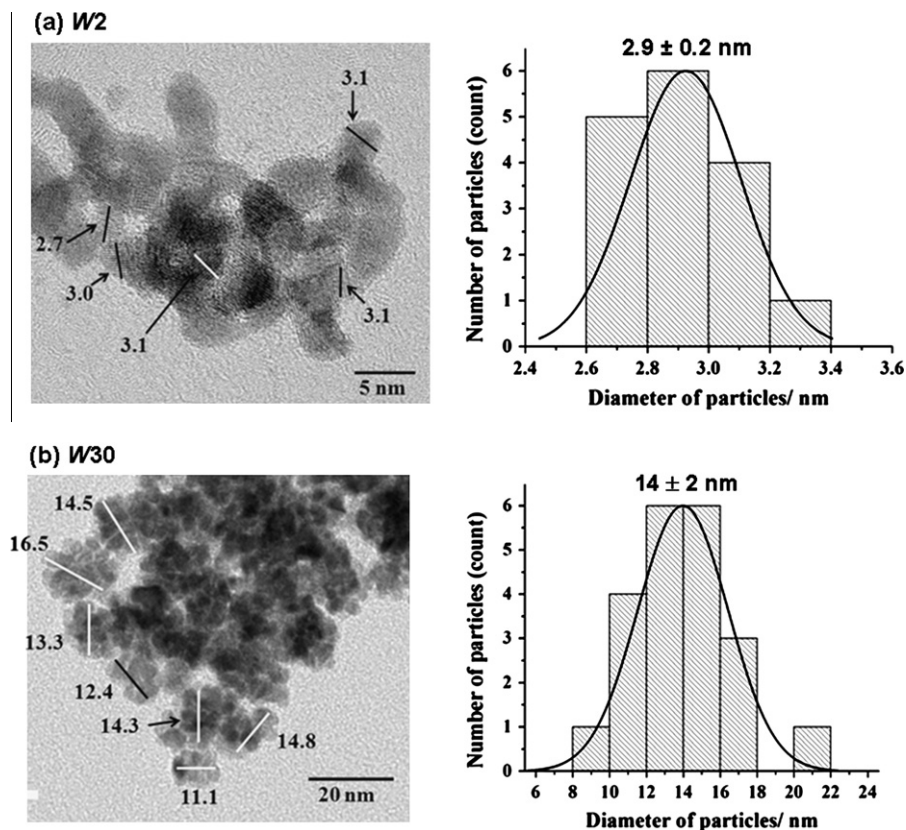 (a) W2
3.1
2.7
3.0
3.1
3.1
5 nm
2.9 ± 0.2 nm
Number of particles (count)
6
5
4
3
2
1
0
2.4 2.6 2.8 3.0 3.2 3.4 3.6
Diameter of particles/ nm
(b) W30
14.5
16.5
13.3
12.4
14.3
14.8
11.1
20 nm
14 ± 2 nm
Number of particles (count)
6
5
4
3
2
1
0
6 8 10 12 14 16 18 20 22 24
Diameter of particles/ nm